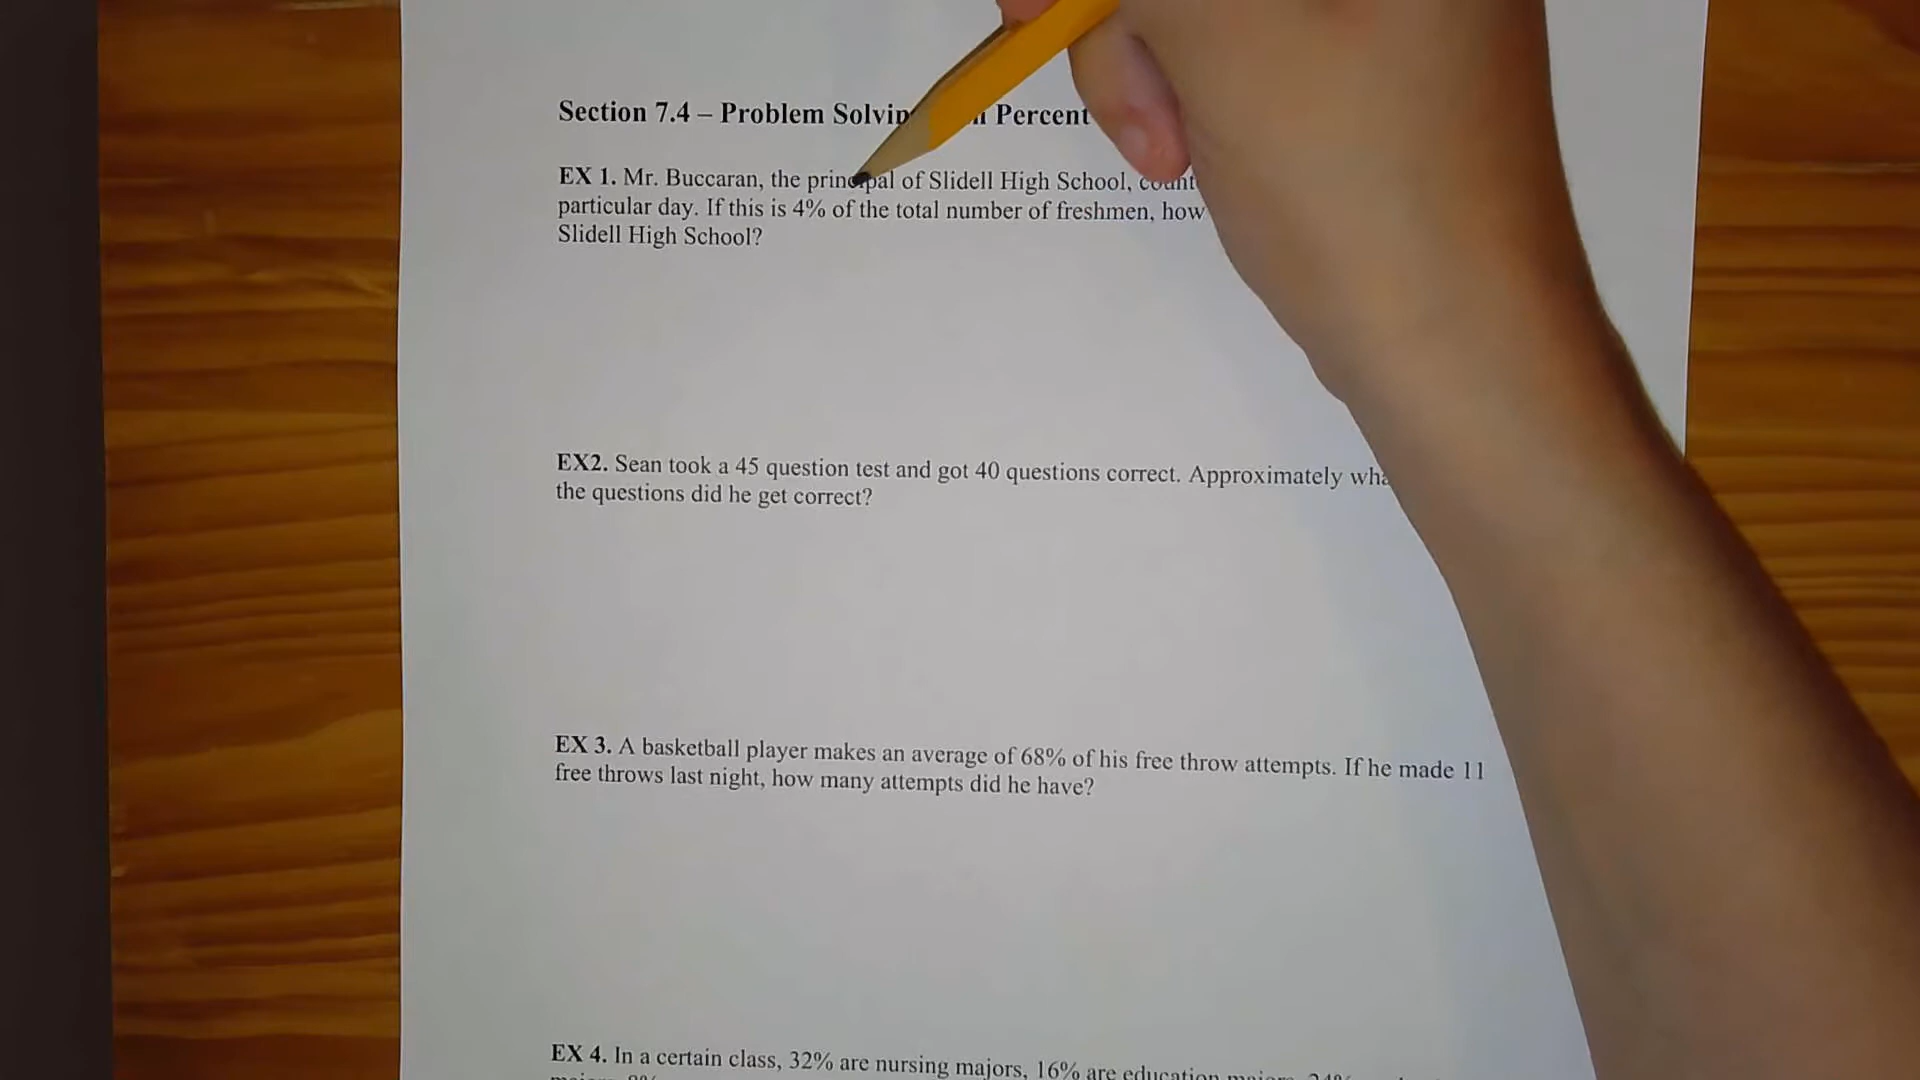 Section 7.4 – Problem Percent
EX 1. Mr. Buccaran, the principal of Slidell High School,
particular day. If this is 4% of the total number of freshmen, how
Slidell High School?
EX2. Sean took a 45 question test and got 40 questions correct. Approximately
the questions did he get correct?
EX 3. A basketball player makes an average of 68% of his free throw attempts. If he made 11
free throws last night, how many attempts did he have?
EX 4. In a certain class, 32% are nursing majors, 16% are education